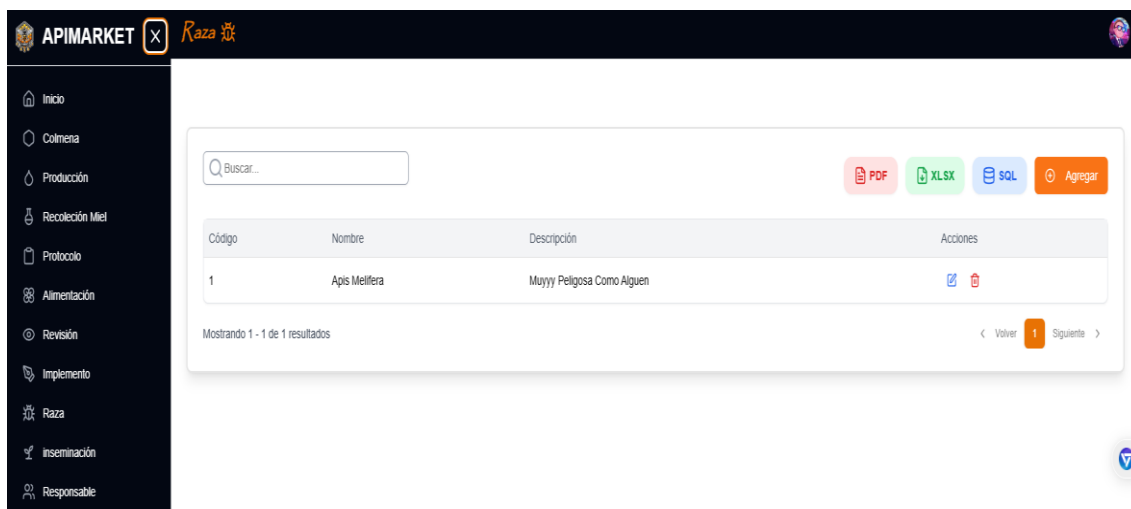 APIMARKET
Raza
Inicio
Colmena
Producción
Recoleción Miel
Protocolo
Alimentación
Revisión
Implemento
Raza
inseminación
Responsable
Buscar...
PDF XLSX SQL Agregar
Código Nombre Descripción Acciones
1 Apis Melifera Muyyy Peligosa Como Alguen
Mostrando 1 - 1 de 1 resultados
Volver 1 Siguiente